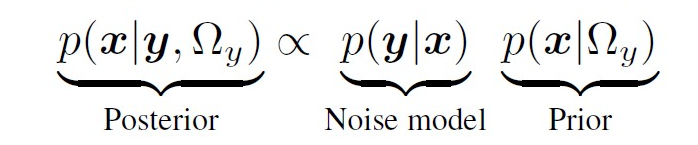 p(x|y, Ω_y) ∝ p(y|x) p(x|Ω_y)
Posterior Noise model Prior